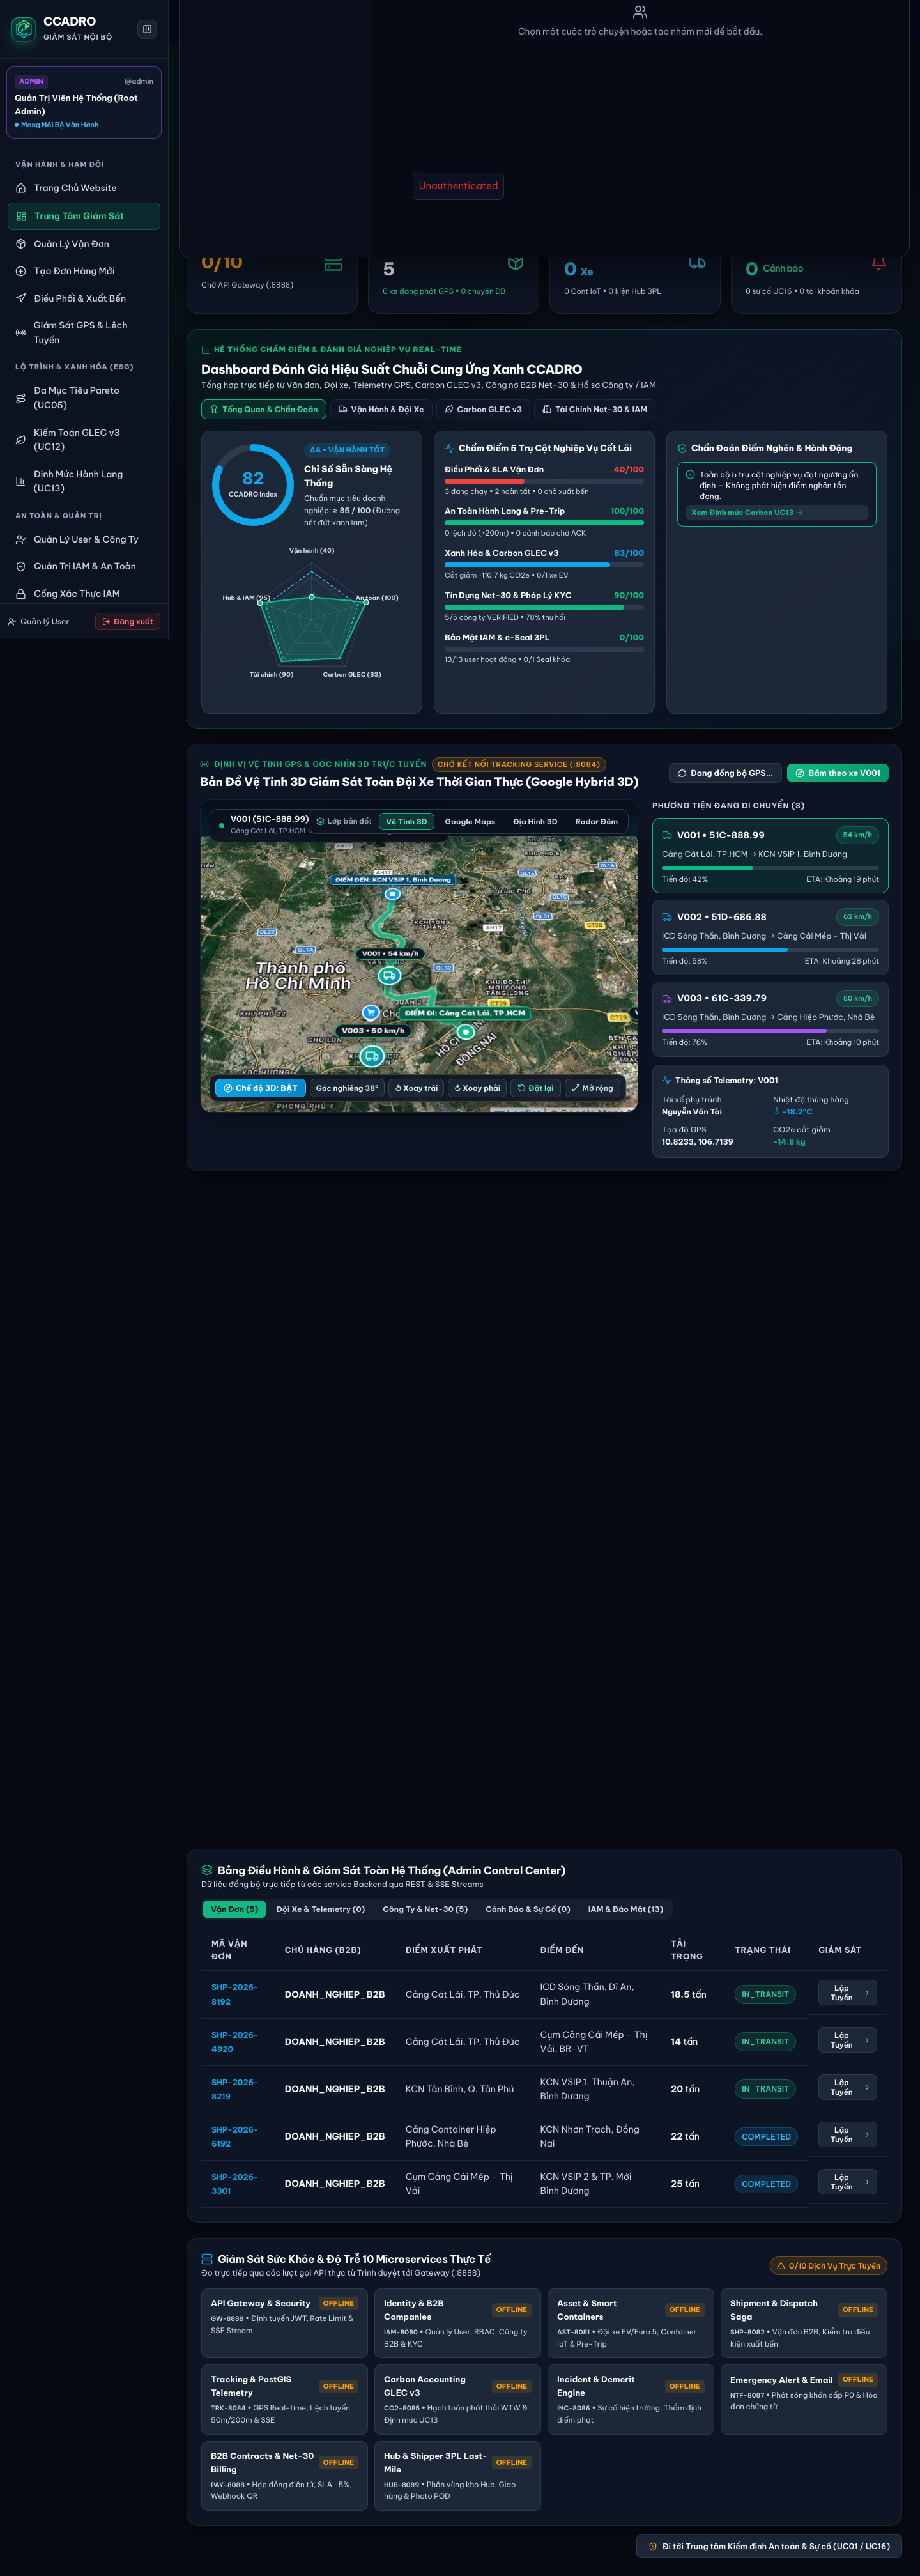 CCADRO
GIÁM SÁT NỘI BỘ
ADMIN
@admin
Quản Trị Viên Hệ Thống (Root
Admin)
Mạng Nội Bộ Vận Hành
VẬN HÀNH & HẠM ĐỘI
Trang Chủ Website
Trung Tâm Giám Sát
Quản Lý Vận Đơn
Tạo Đơn Hàng Mới
Điều Phối & Xuất Bến
Giám Sát GPS & Lệch
Tuyến
LỘ TRÌNH & XANH HÓA (ESG)
Đa Mục Tiêu Pareto
(UC05)
Kiểm Toán GLEC v3
(UC12)
Định Mức Hành Lang
(UC13)
AN TOÀN & QUẢN TRỊ
Quản Lý User & Công Ty
Quản Trị IAM & An Toàn
Cổng Xác Thực IAM
Quản lý User
Đăng xuất
Chọn một cuộc trò chuyện hoặc tạo nhóm mới để bắt đầu.
Unauthenticated
0/10
Chờ API Gateway (:8888)
5
0 xe đang phát GPS • 0 chuyến DB
0 Xe
0 Cont IoT • 0 kiện Hub 3PL
0 Cảnh báo
0 sự cố UC16 • 0 tài khoản khóa
HỆ THỐNG CHẤM ĐIỂM & ĐÁNH GIÁ NGHIỆP VỤ REAL-TIME
Dashboard Đánh Giá Hiệu Suất Chuỗi Cung Ứng Xanh CCADRO
Tổng hợp trực tiếp từ Vận đơn, Đội xe, Telemetry GPS, Carbon GLEC v3, Công nợ B2B Net-30 & Hồ sơ Công ty / IAM
Tổng Quan & Chẩn Đoán
Vận Hành & Đội Xe
Carbon GLEC v3
Tài Chính Net-30 & IAM
82
CCADRO Index
AA • VẬN HÀNH TỐT
Chỉ Số Sẵn Sàng Hệ
Thống
Chuẩn mục tiêu doanh
nghiệp: ≥ 85 / 100 (Đường
nét đứt xanh lam)
Vận hành (40)
Hub & IAM (95)
An toàn (100)
Tài chính (90)
Carbon GLEC (83)
Chấm Điểm 5 Trụ Cột Nghiệp Vụ Cốt Lõi
Điều Phối & SLA Vận Đơn
40/100
3 đang chạy • 2 hoàn tất • 0 chờ xuất bến
An Toàn Hành Lang & Pre-Trip
100/100
0 lệch đỏ (>200m) • 0 cảnh báo chờ ACK
Xanh Hóa & Carbon GLEC v3
83/100
Cắt giảm -110.7 kg CO2e • 0/1 xe EV
Tín Dụng Net-30 & Pháp Lý KYC
90/100
5/5 công ty VERIFIED • 78% thu hồi
Bảo Mật IAM & e-Seal 3PL
0/100
13/13 user hoạt động • 0/1 Seal khóa
Chẩn Đoán Điểm Nghẽn & Hành Động
Toàn bộ 5 trụ cột nghiệp vụ đạt ngưỡng ổn
định — Không phát hiện điểm nghẽn tồn
đọng.
Xem Định mức Carbon UC13 →
ĐỊNH VỊ VỆ TINH GPS & GÓC NHÌN 3D TRỰC TUYẾN
CHỜ KẾT NỐI TRACKING SERVICE (:8084)
Bản Đồ Vệ Tinh 3D Giám Sát Toàn Đội Xe Thời Gian Thực (Google Hybrid 3D)
Đang đồng bộ GPS...
Bám theo xe V001
V001 (51C-888.99)
Cảng Cát Lái, TP.HCM
Lớp bản đồ:
Vệ Tinh 3D
Google Maps
Địa Hình 3D
Radar Đêm
AH17
ĐIỂM ĐẾN: KCN VSIP 1, Bình Dương
QL1A
QL15
QL51
CT28
QL22
AH17
QL1A
V001 • 54 km/h
QL52
Thành phố
Hồ Chí Minh
KHU PHỐ 22
CT29
ĐIỂM ĐI: Cảng Cát Lái, TP.HCM
V003 • 50 km/h
CHỢ LỚN
CT29
ĐỒNG NAI
PHONG PHÚ 4
Chế độ 3D: BẬT
Góc nghiêng 38°
Xoay trái
Xoay phải
Đặt lại
Mở rộng
PHƯƠNG TIỆN ĐANG DI CHUYỂN (3)
V001 • 51C-888.99
54 km/h
Cảng Cát Lái, TP.HCM → KCN VSIP 1, Bình Dương
Tiến độ: 42%
ETA: Khoảng 19 phút
V002 • 51D-686.88
62 km/h
ICD Sóng Thần, Bình Dương → Cảng Cái Mép - Thị Vải
Tiến độ: 58%
ETA: Khoảng 28 phút
V003 • 61C-339.79
50 km/h
ICD Sóng Thần, Bình Dương → Cảng Hiệp Phước, Nhà Bè
Tiến độ: 76%
ETA: Khoảng 10 phút
Thông số Telemetry: V001
Tài xế phụ trách
Nhiệt độ thùng hàng
Nguyễn Văn Tài
-18.2°C
Tọa độ GPS
CO2e cắt giảm
10.8233, 106.7139
-14.8 kg
Bảng Điều Hành & Giám Sát Toàn Hệ Thống (Admin Control Center)
Dữ liệu đồng bộ trực tiếp từ các service Backend qua REST & SSE Streams
Vận Đơn (5)
Đội Xe & Telemetry (0)
Công Ty & Net-30 (5)
Cảnh Báo & Sự Cố (0)
IAM & Bảo Mật (13)
MÃ VẬN
ĐƠN
CHỦ HÀNG (B2B)
ĐIỂM XUẤT PHÁT
ĐIỂM ĐẾN
TẢI
TRỌNG
TRẠNG THÁI
GIÁM SÁT
SHP-2026-
8192
DOANH_NGHIEP_B2B
Cảng Cát Lái, TP. Thủ Đức
ICD Sóng Thần, Dĩ An,
Bình Dương
18.5 tấn
IN_TRANSIT
Lập
Tuyến
SHP-2026-
4920
DOANH_NGHIEP_B2B
Cảng Cát Lái, TP. Thủ Đức
Cụm Cảng Cái Mép – Thị
Vải, BR-VT
14 tấn
IN_TRANSIT
Lập
Tuyến
SHP-2026-
8219
DOANH_NGHIEP_B2B
KCN Tân Bình, Q. Tân Phú
KCN VSIP 1, Thuận An,
Bình Dương
20 tấn
IN_TRANSIT
Lập
Tuyến
SHP-2026-
6192
DOANH_NGHIEP_B2B
Cảng Container Hiệp
Phước, Nhà Bè
KCN Nhơn Trạch, Đồng
Nai
22 tấn
COMPLETED
Lập
Tuyến
SHP-2026-
3301
DOANH_NGHIEP_B2B
Cụm Cảng Cái Mép – Thị
Vải
KCN VSIP 2 & TP. Mới
Bình Dương
25 tấn
COMPLETED
Lập
Tuyến
Giám Sát Sức Khỏe & Độ Trễ 10 Microservices Thực Tế
Đo trực tiếp qua các lượt gọi API thực từ Trình duyệt tới Gateway (:8888)
0/10 Dịch Vụ Trực Tuyến
API Gateway & Security
OFFLINE
GW-8888 • Định tuyến JWT, Rate Limit &
SSE Stream
Identity & B2B
Companies
OFFLINE
IAM-8080 • Quản lý User, RBAC, Công ty
B2B & KYC
Asset & Smart
Containers
OFFLINE
AST-8081 • Đội xe EV/Euro 5, Container
IoT & Pre-Trip
Shipment & Dispatch
Saga
OFFLINE
SHP-8082 • Vận đơn B2B, Kiểm tra điều
kiện xuất bến
Tracking & PostGIS
Telemetry
OFFLINE
TRK-8084 • GPS Real-time, Lệch tuyến
50m/200m & SSE
Carbon Accounting
GLEC v3
OFFLINE
CO2-8085 • Hạch toán phát thải WTW &
Định mức UC13
Incident & Demerit
Engine
OFFLINE
INC-8086 • Sự cố hiện trường, Thẩm định
điểm phạt
Emergency Alert & Email
OFFLINE
NTF-8087 • Phát sóng khẩn cấp P0 & Hóa
đơn chứng từ
B2B Contracts & Net-30
Billing
OFFLINE
PAY-8088 • Hợp đồng điện tử, SLA -5%,
Webhook QR
Hub & Shipper 3PL Last-
Mile
OFFLINE
HUB-8089 • Phân vùng kho Hub, Giao
hàng & Photo POD
Đi tới Trung tâm Kiểm định An toàn & Sự cố (UC01 / UC16)